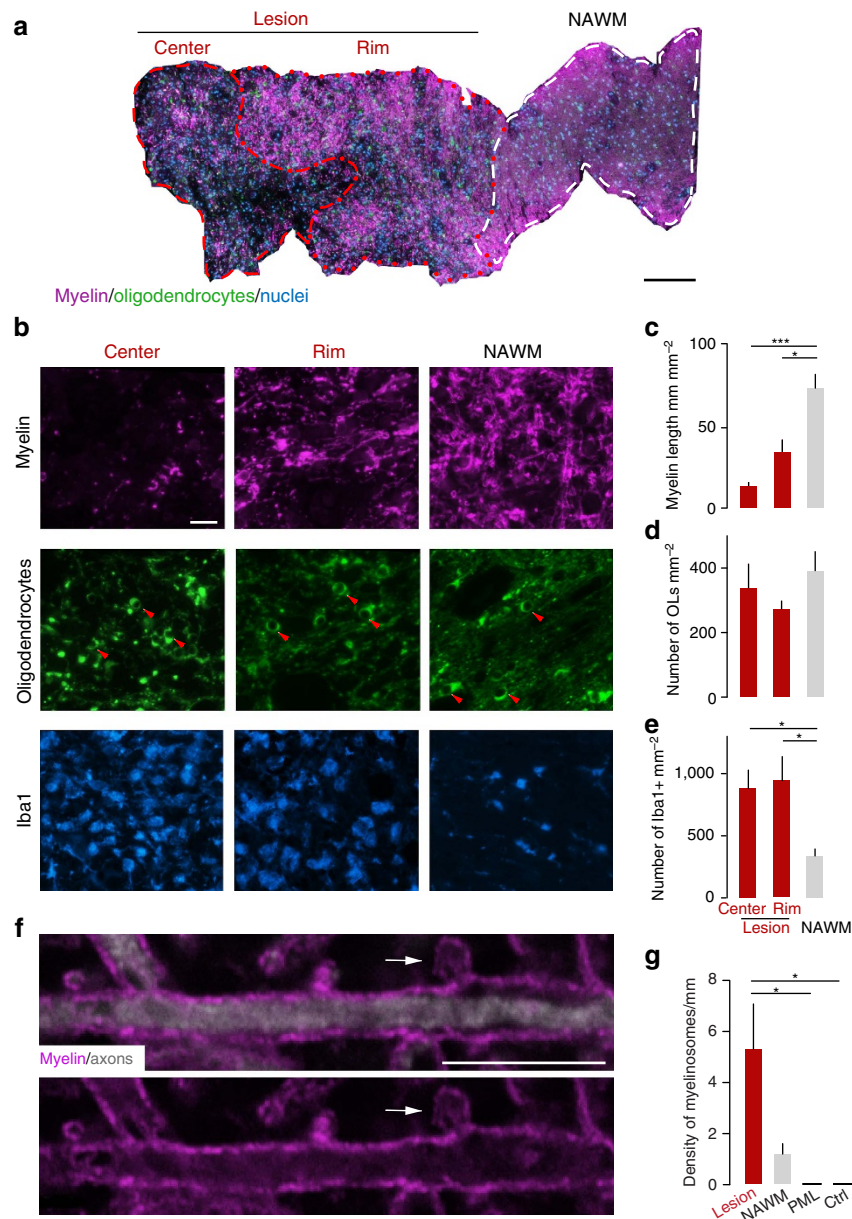 a
Lesion
NAWM
Center
Rim
Myelin/oligodendrocytes/nuclei
b
Center
Rim
NAWM
Myelin
Oligodendrocytes
Iba1
c
***
*
100
50
0
Myelin length mm mm⁻²
d
400
200
0
Number of OLs mm⁻²
e
*
*
1,000
500
0
Number of Iba1+ mm⁻²
Center
Rim
Lesion
NAWM
f
Myelin/axons
g
*
*
8
6
4
2
0
Density of myelinosomes/mm
Lesion
NAWM
PML
Ctrl